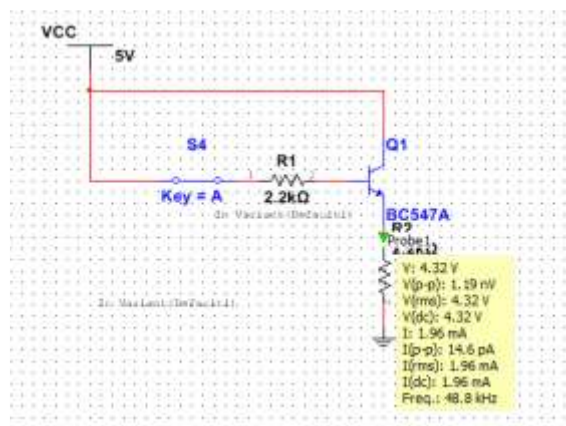 VCC
5V
S4
Key = A
1
R1
2
2.2kΩ
Q1
BC547A
R2
Probe1,
V: 4.32 V
V(p-p): 1.19 nV
V(rms): 4.32 V
V(dc): 4.32 V
I: 1.96 mA
I(p-p): 14.6 pA
I(rms): 1.96 mA
I(dc): 1.96 mA
Freq.: 48.8 kHz